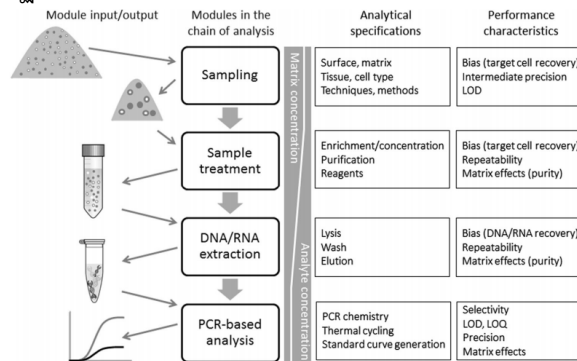 Module input/output
Modules in the
chain of analysis
Analytical
specifications
Performance
characteristics
Sampling
Surface, matrix
Tissue, cell type
Techniques, methods
Bias (target cell recovery)
Intermediate precision
LOD
Matrix concentration
Sample
treatment
Enrichment/concentration
Purification
Reagents
Bias (target cell recovery)
Repeatability
Matrix effects (purity)
DNA/RNA
extraction
Lysis
Wash
Elution
Bias (DNA/RNA recovery)
Repeatability
Matrix effects (purity)
Analyte concentration
PCR-based
analysis
PCR chemistry
Thermal cycling
Standard curve generation
Selectivity
LOD, LOQ
Precision
Matrix effects